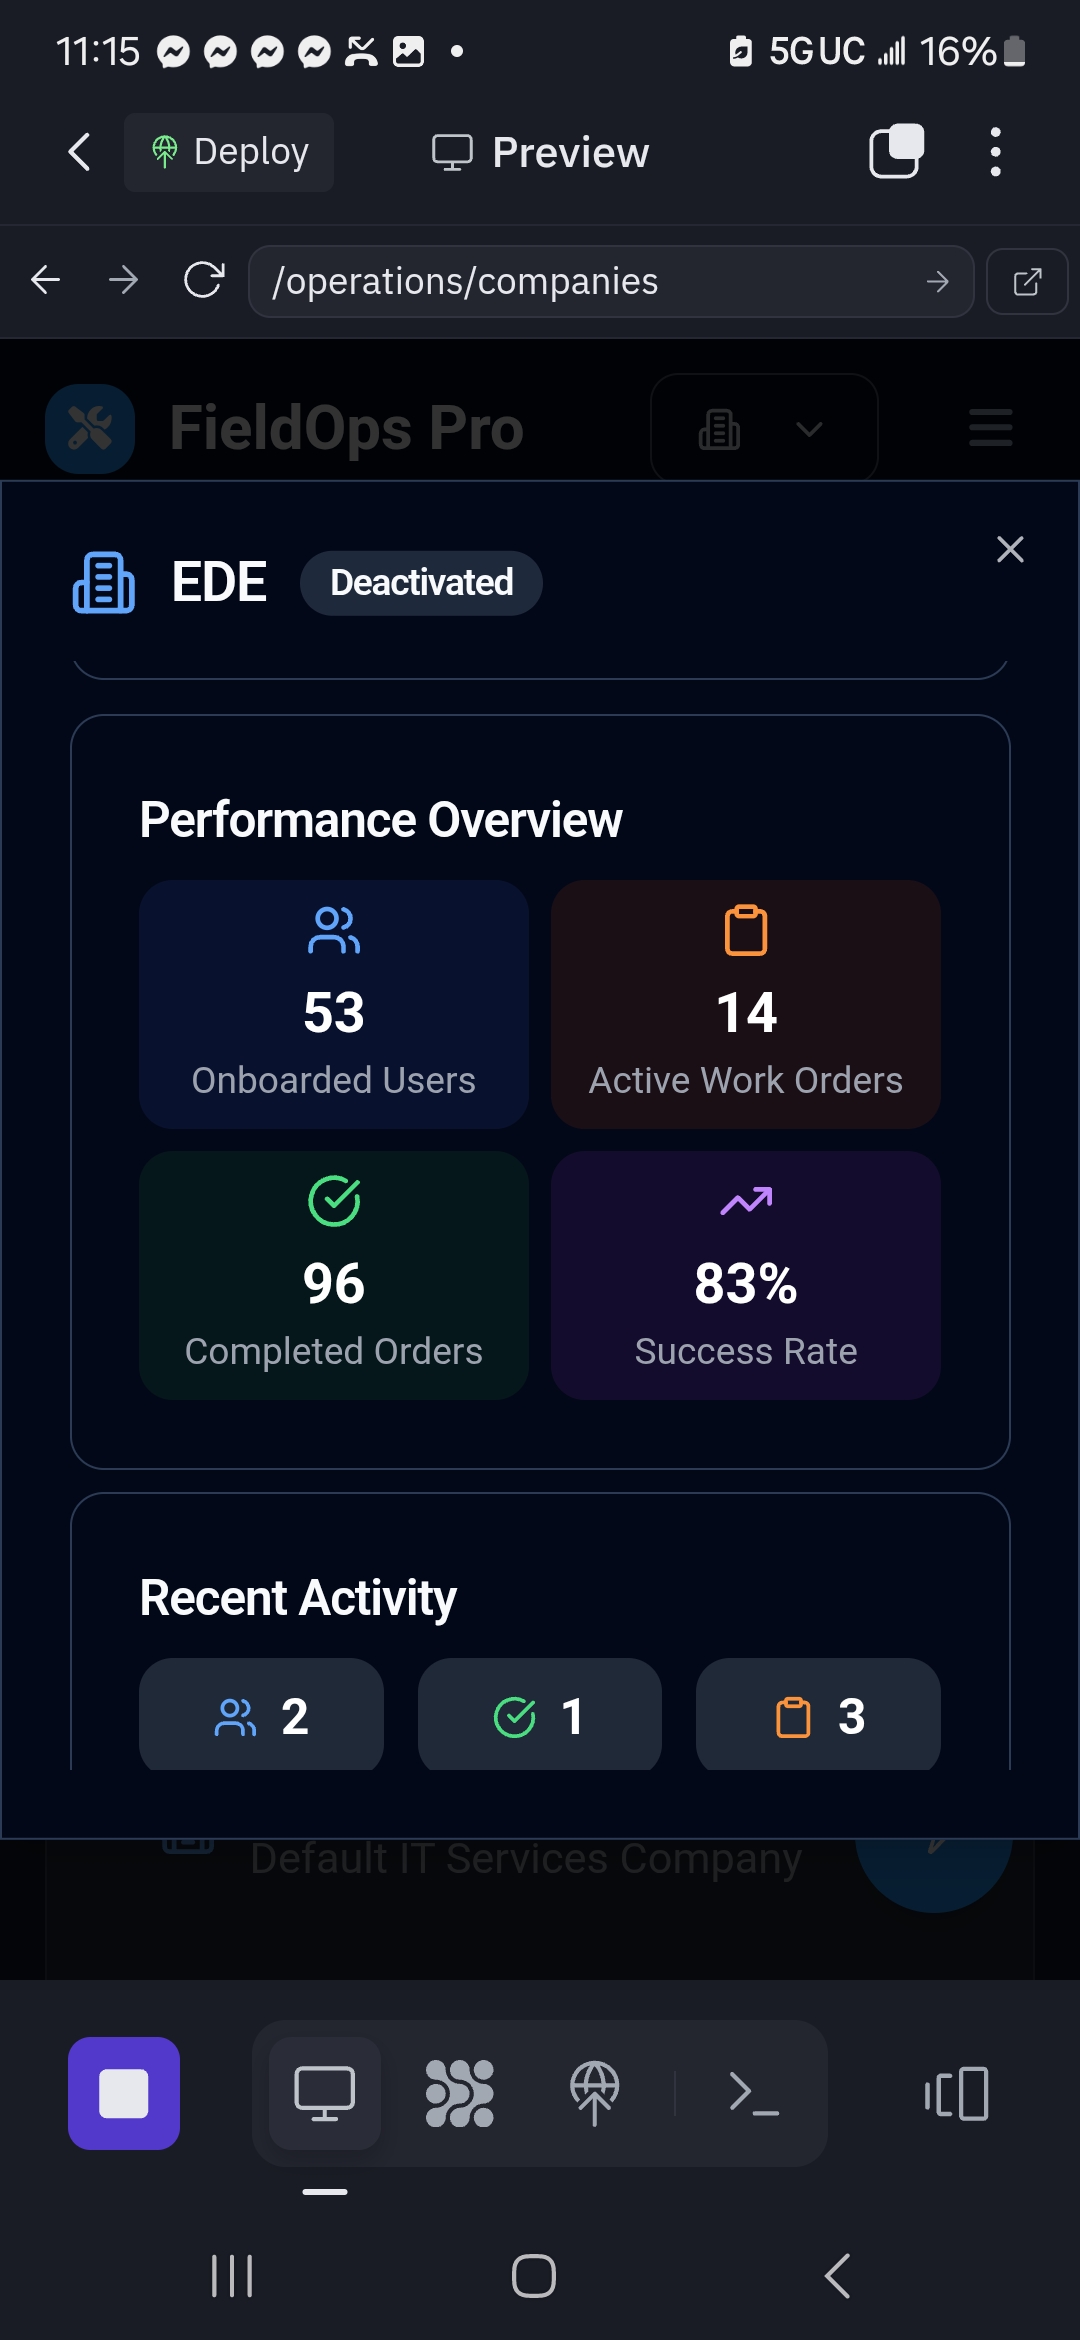 11:15
5G UC 16%
Deploy
Preview
/operations/companies
FieldOps Pro
EDE
Deactivated
Performance Overview
53
Onboarded Users
14
Active Work Orders
96
Completed Orders
83%
Success Rate
Recent Activity
2
1
3
Default IT Services Company